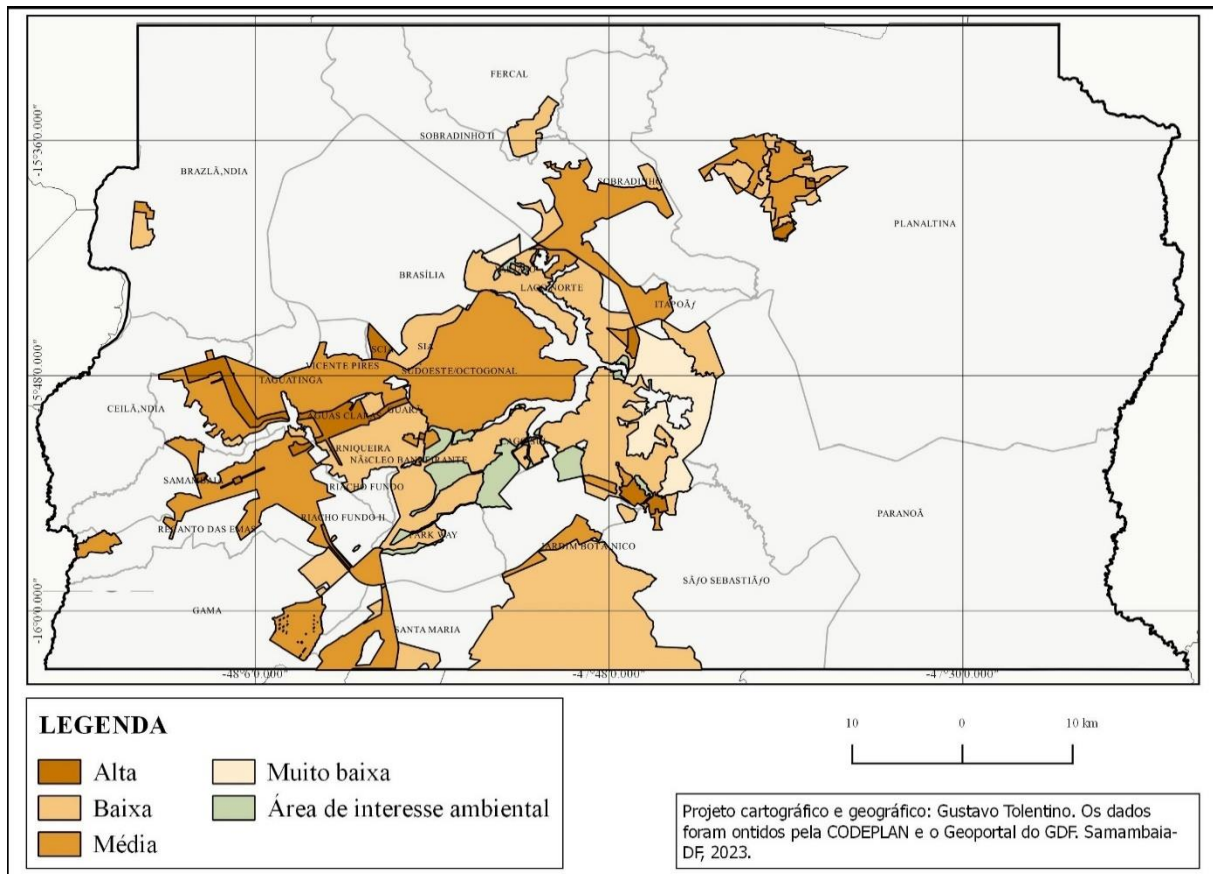 FERCAL
SOBRADINHO II
-15°36'0.000"
BRAZLÃ‚NDIA
SOBRADINHO
PLANALTINA
BRASÍLIA
LAGO NORTE
ITAPOÃƒ
SCIA
SIA
VICENTE PIRES
SUDOESTE/OCTOGONAL
TAGUATINGA
-15°48'0.000"
CEILÃ‚NDIA
ÁGUAS CLARAS
GUARÁ
RNIQUEIRA
NÃšCLEO BANDEIRANTE
SAMAMBAIA
RIACHO FUNDO
PARANOÃ
RIACHO FUNDO II
RECANTO DAS EMAS
PARK WAY
JARDIM BOTÂNICO
SÃƒO SEBASTIÃƒO
GAMA
-16°0'0.000"
SANTA MARIA
-48°6'0.000"
-47°48'0.000"
-47°30'0.000"
LEGENDA
Alta
Baixa
Média
Muito baixa
Área de interesse ambiental
10 0 10 km
Projeto cartográfico e geográfico: Gustavo Tolentino. Os dados
foram ontidos pela CODEPLAN e o Geoportal do GDF. Samambaia-
DF, 2023.